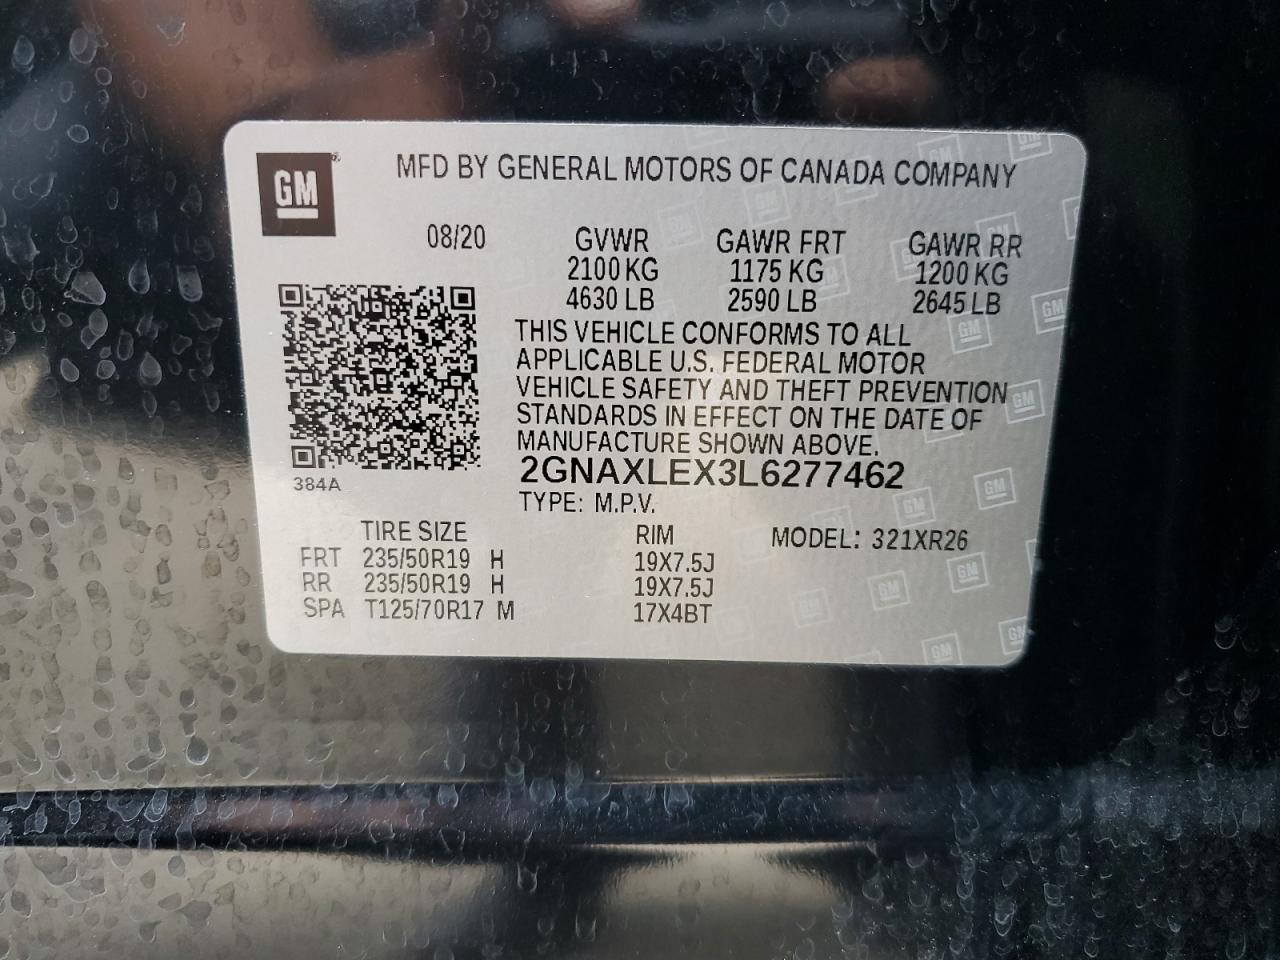 GM
MFD BY GENERAL MOTORS OF CANADA COMPANY
08/20 GVWR GAWR FRT GAWR RR
2100 KG 1175 KG 1200 KG
4630 LB 2590 LB 2645 LB
THIS VEHICLE CONFORMS TO ALL
APPLICABLE U.S. FEDERAL MOTOR
VEHICLE SAFETY AND THEFT PREVENTION
STANDARDS IN EFFECT ON THE DATE OF
MANUFACTURE SHOWN ABOVE.
2GNAXLEX3L6277462
384A
TYPE: M.P.V.
TIRE SIZE RIM MODEL: 321XR26
FRT 235/50R19 H 19X7.5J
RR 235/50R19 H 19X7.5J
SPA T125/70R17 M 17X4BT